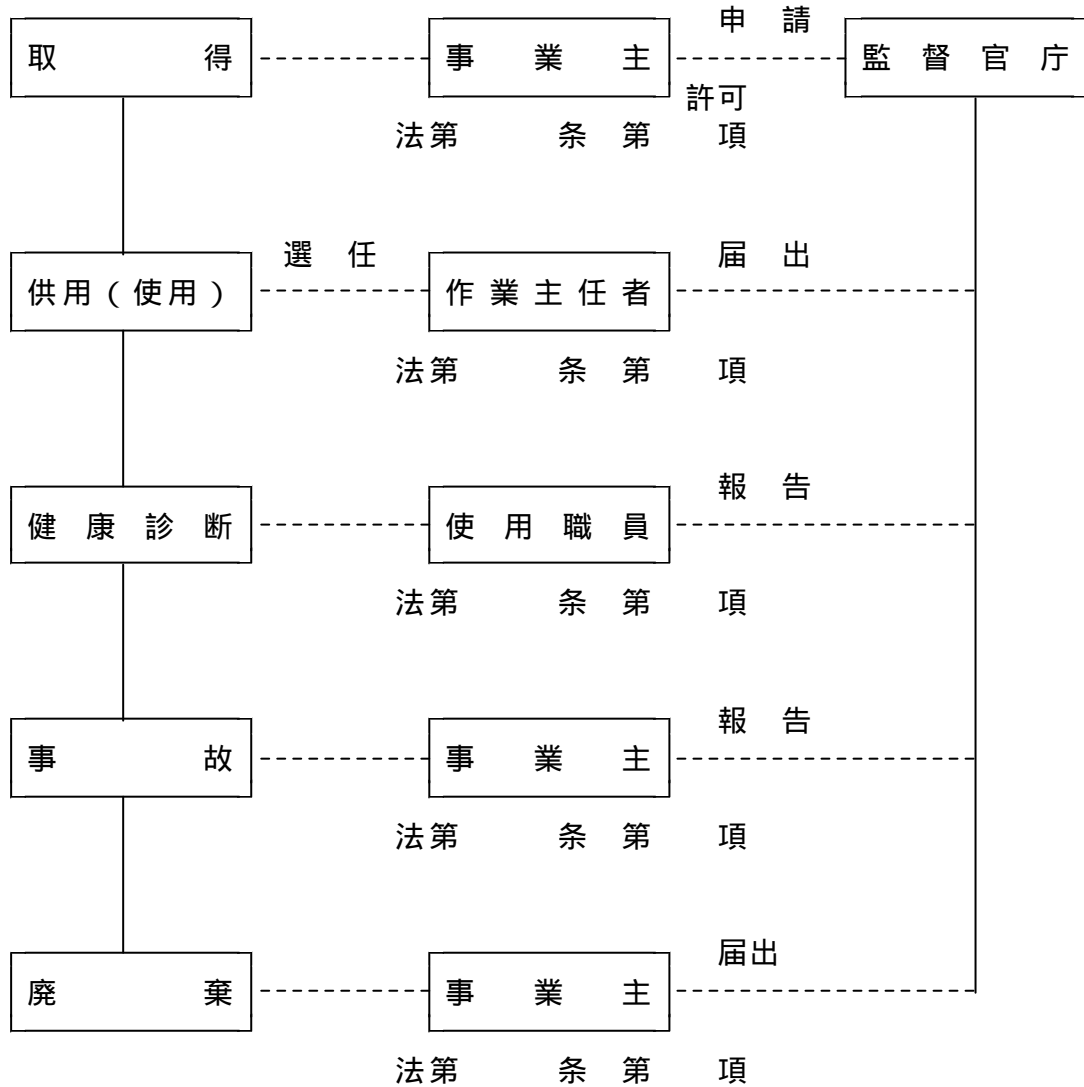 申 請
取 得 事 業 主 監 督 官 庁
許可
法第 条 第 項
選 任 届 出
供用(使用) 作業主任者
法第 条 第 項
報 告
健 康 診 断 使 用 職 員
法第 条 第 項
報 告
事 故 事 業 主
法第 条 第 項
届出
廃 棄 事 業 主
法第 条 第 項